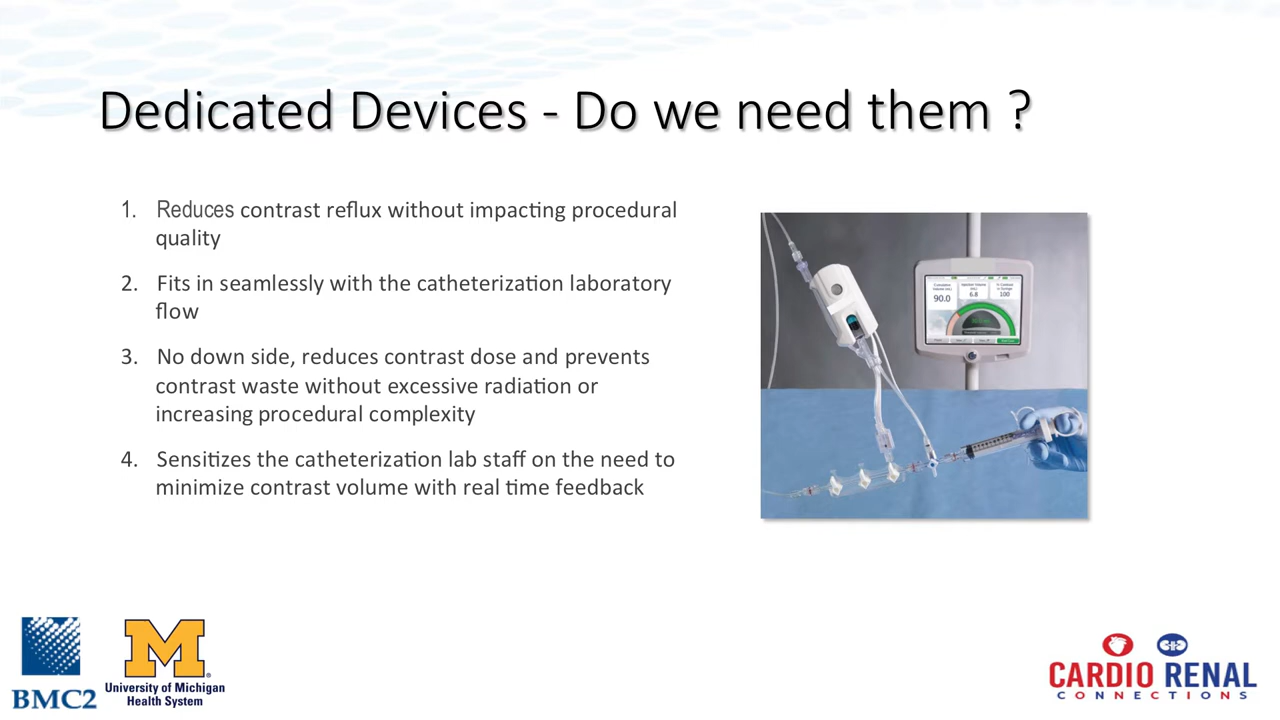 Dedicated Devices - Do we need them ?
1. Reduces contrast reflux without impacting procedural
quality
2. Fits in seamlessly with the catheterization laboratory
flow
3. No down side, reduces contrast dose and prevents
contrast waste without excessive radiation or
increasing procedural complexity
4. Sensitizes the catheterization lab staff on the need to
minimize contrast volume with real time feedback
90.0
6.8
100
BMC2
M
University of Michigan
Health System
CARDIO RENAL
CONNECTIONS